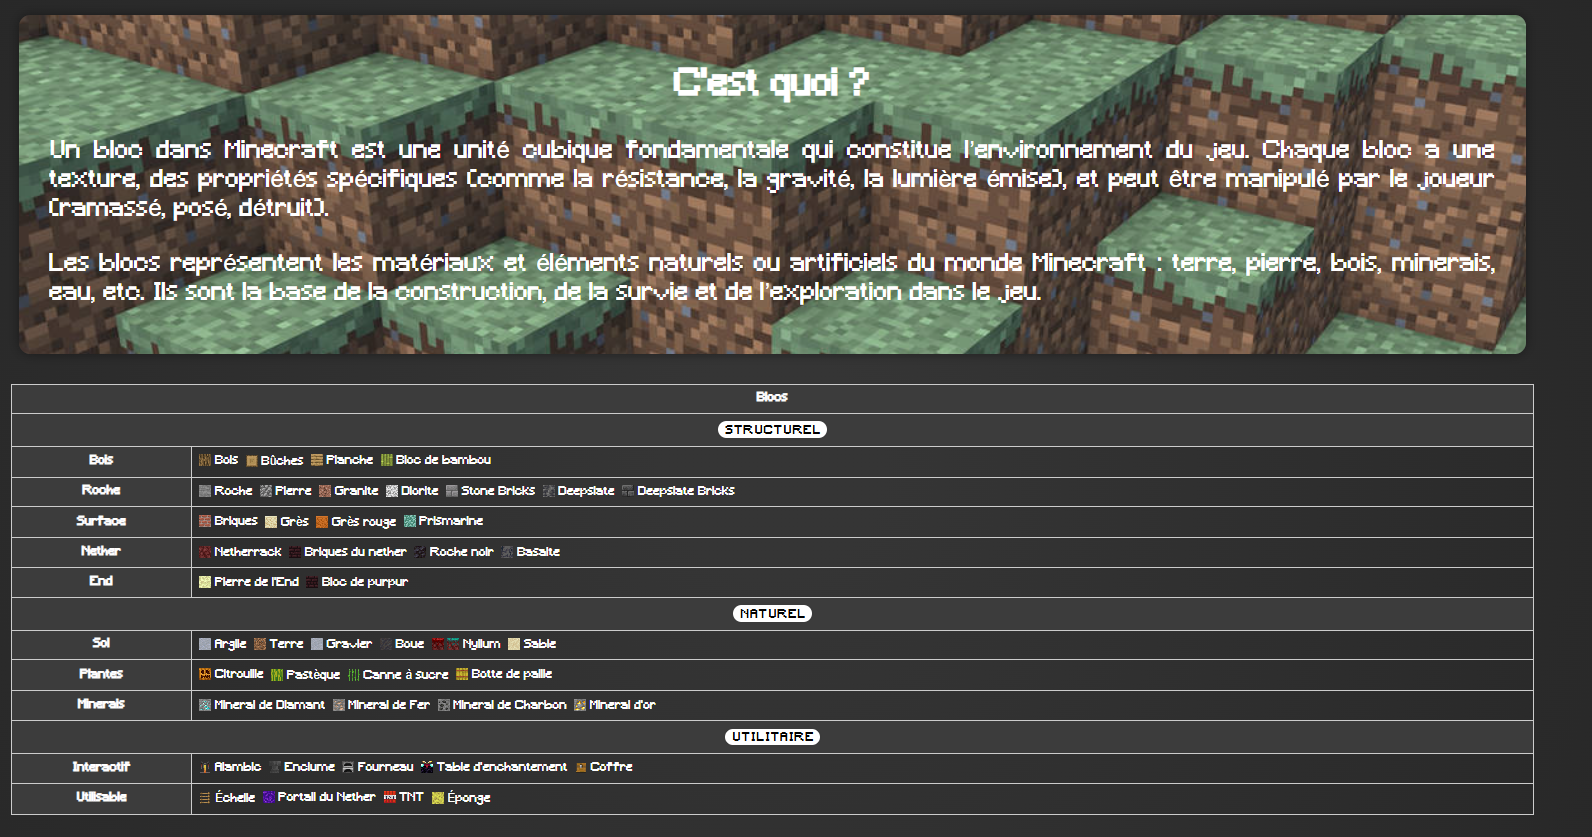 C'est quoi ?
Un bloc dans Minecraft est une unité cubique fondamentale qui constitue l'environnement du jeu. Chaque bloc a une
texture, des propriétés spécifiques (comme la résistance, la gravité, la lumière émise), et peut être manipulé par le joueur
(ramassé, posé, détruit).
Les blocs représentent les matériaux et éléments naturels ou artificiels du monde Minecraft : terre, pierre, bois, minerais,
eau, etc. Ils sont la base de la construction, de la survie et de l'exploration dans le jeu.
Blocs
STRUCTUREL
Bois Bois Bûches Planche Bloc de bambou
Roche Roche Pierre Granite Diorite Stone Bricks Deepslate Deepslate Bricks
Surface Briques Grès Grès rouge Prismarine
Nether Netherrack Briques du nether Roche noir Basalte
End Pierre de l'End Bloc de purpur
NATUREL
Sol Argile Terre Gravier Boue Nylium Sable
Plantes Citrouille Pastèque Canne à sucre Botte de paille
Minerais Mineral de Diamant Mineral de Fer Mineral de Charbon Mineral d'or
UTILITAIRE
Interactif Alambic Enclume Fourneau Table d'enchantement Coffre
Utilisable Échelle Portail du Nether TNT Éponge